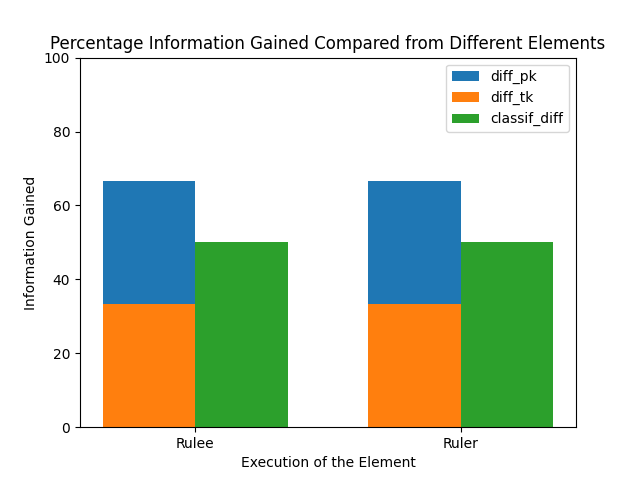 Percentage Information Gained Compared from Different Elements
100
80
60
40
20
0
Information Gained
diff_pk
diff_tk
classif_diff
Rulee
Ruler
Execution of the Element